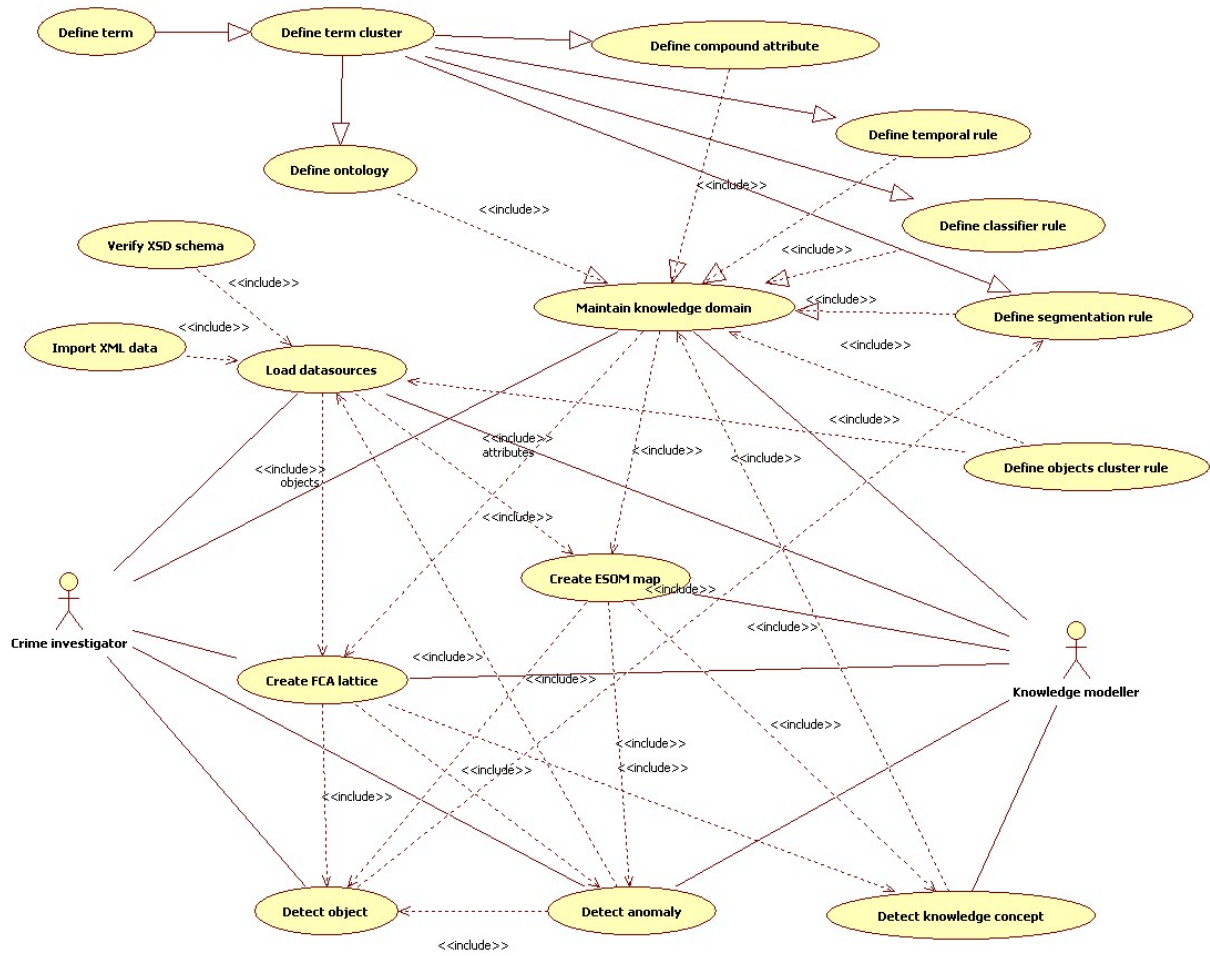 Define term
Define term cluster
Define compound attribute
Define temporal rule
Define ontology
<<include>>
<<include>>
Define classifier rule
Verify XSD schema
<<include>>
<<include>>
Maintain knowledge domain
<<include>>
Define segmentation rule
<<include>>
Import XML data
<<include>>
Load datasources
<<include>>
<<include>>
attributes
<<include>>
<<include>>
objects
Define objects cluster rule
<<include>>
Create ESOM map
<<include>>
<<include>>
Crime investigator
<<include>>
Create FCA lattice
<<include>>
Knowledge modeller
<<include>>
<<include>>
<<include>>
<<include>>
<<include>>
Detect object
Detect anomaly
Detect knowledge concept
<<include>>